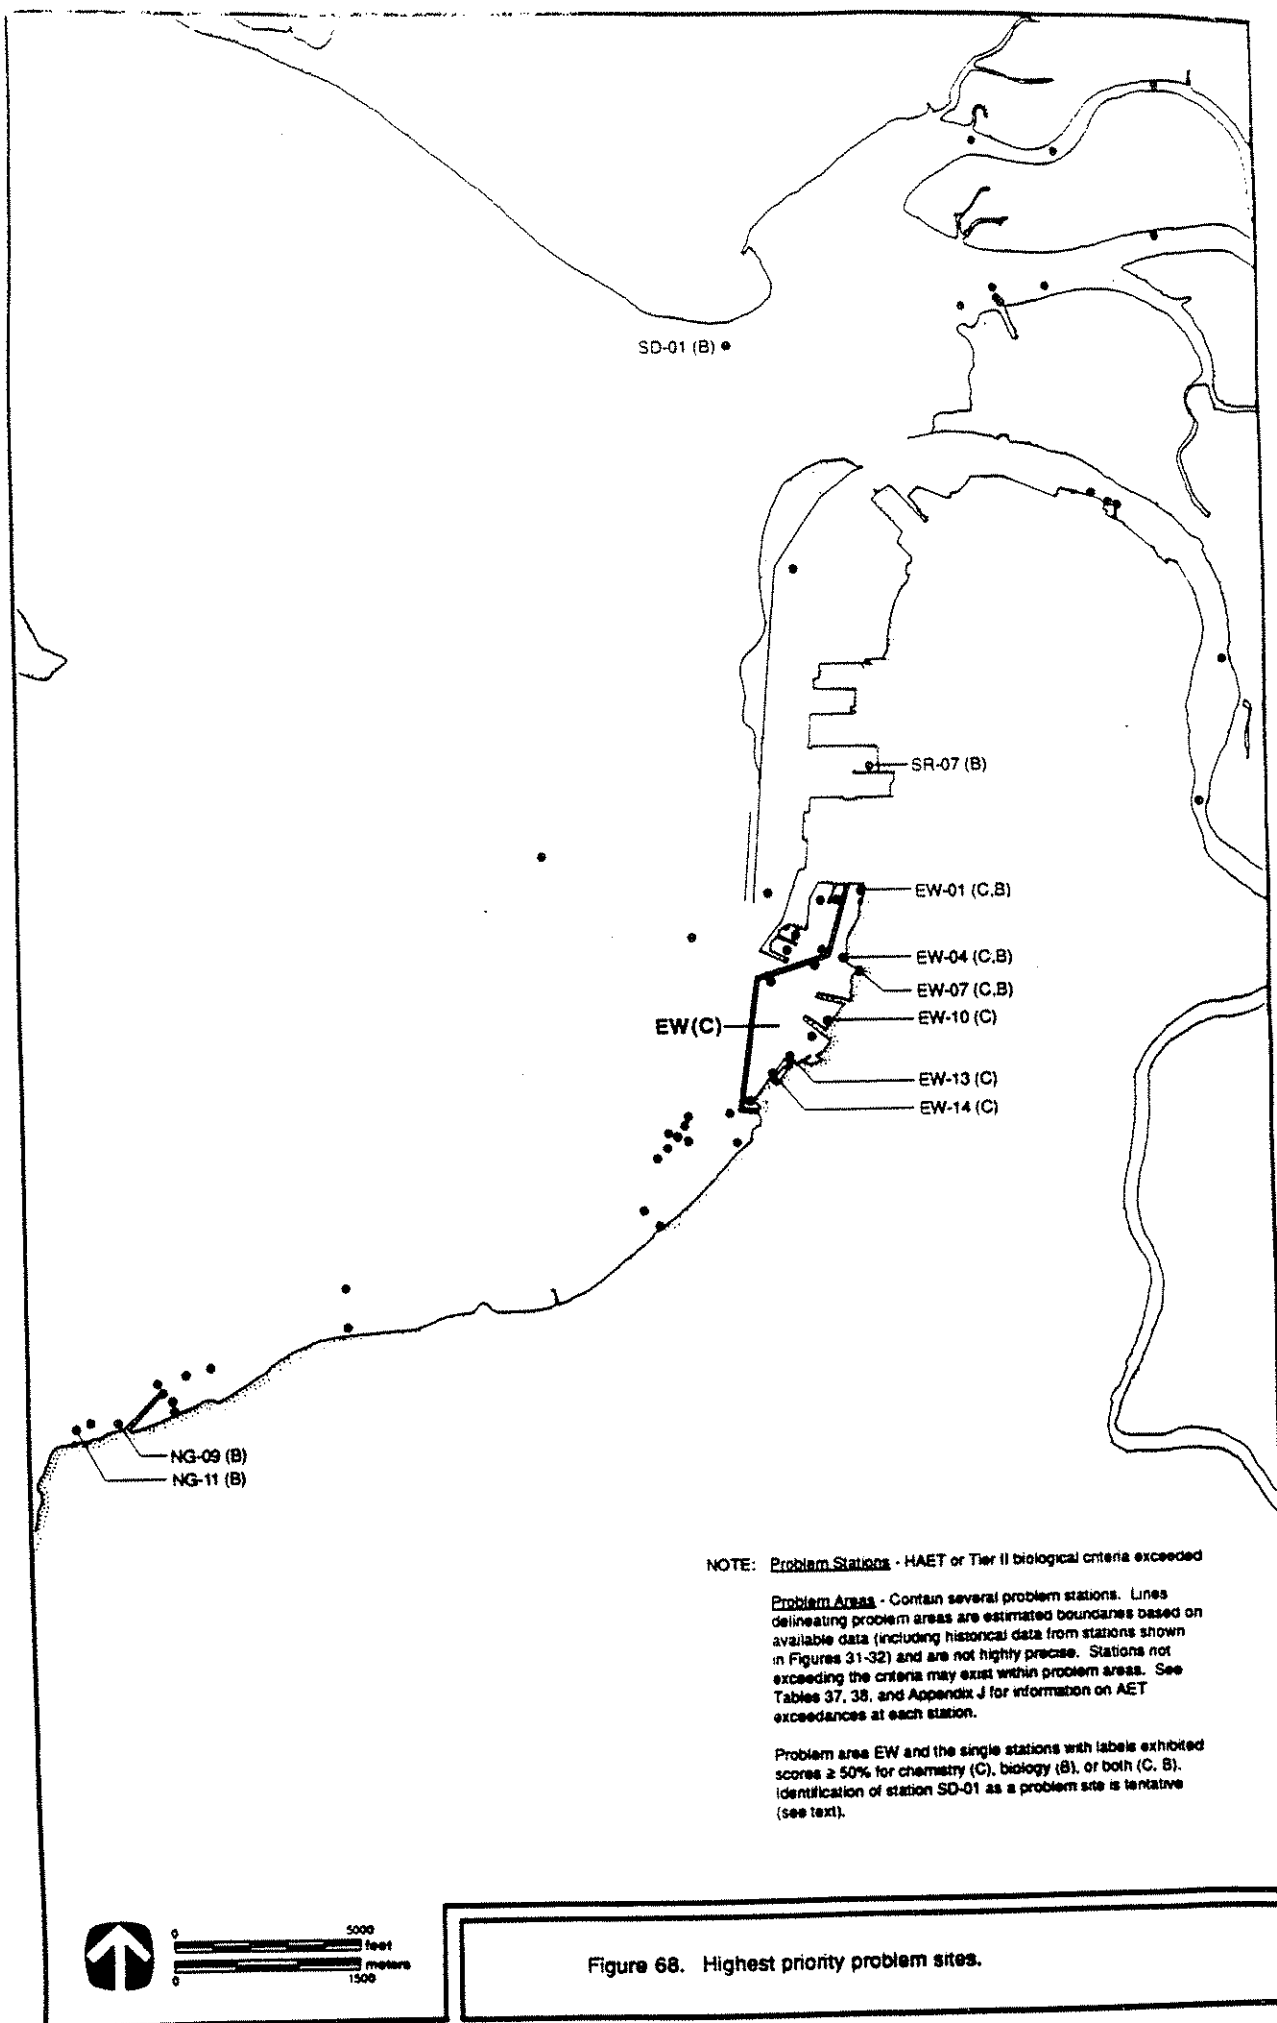 SD-01 (B)
SR-07 (B)
EW-01 (C,B)
EW-04 (C,B)
EW-07 (C,B)
EW-10 (C)
EW(C)
EW-13 (C)
EW-14 (C)
NG-09 (B)
NG-11 (B)
NOTE: Problem Stations - HAET or Tier II biological criteria exceeded
Problem Areas - Contain several problem stations. Lines
delineating problem areas are estimated boundaries based on
available data (including historical data from stations shown
in Figures 31-32) and are not highly precise. Stations not
exceeding the criteria may exist within problem areas. See
Tables 37, 38, and Appendix J for information on AET
exceedances at each station.
Problem area EW and the single stations with labels exhibited
scores ≥ 50% for chemistry (C), biology (B), or both (C, B).
Identification of station SD-01 as a problem site is tentative
(see text).
0 5000
feet
meters
0 1500
Figure 68. Highest priority problem sites.